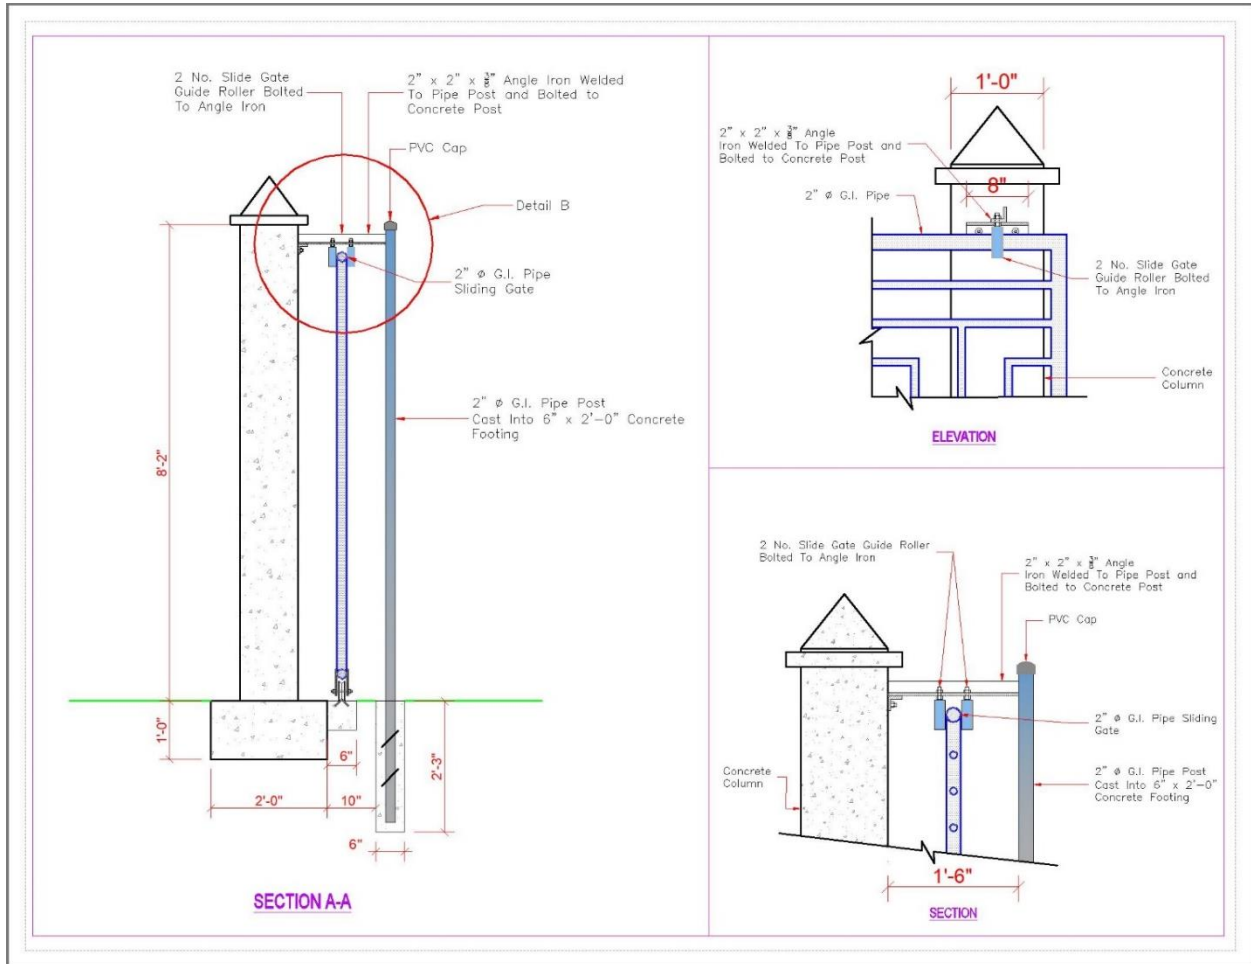 2 No. Slide Gate
Guide Roller Bolted
To Angle Iron
2" x 2" x 3/8" Angle Iron Welded
To Pipe Post and Bolted to
Concrete Post
PVC Cap
Detail B
2" ø G.I. Pipe
Sliding Gate
2" ø G.I. Pipe Post
Cast Into 6" x 2'-0" Concrete
Footing
8'-2"
1'-0"
2'-0"
6"
10"
6"
2'-3"
SECTION A-A
1'-0"
2" x 2" x 3/8" Angle
Iron Welded To Pipe Post and
Bolted to Concrete Post
8"
2" ø G.I. Pipe
2 No. Slide Gate
Guide Roller Bolted
To Angle Iron
Concrete
Column
ELEVATION
2 No. Slide Gate Guide Roller
Bolted To Angle Iron
2" x 2" x 3/8" Angle
Iron Welded To Pipe Post and
Bolted to Concrete Post
PVC Cap
2" ø G.I. Pipe Sliding
Gate
Concrete
Column
2" ø G.I. Pipe Post
Cast Into 6" x 2'-0"
Concrete Footing
1'-6"
SECTION